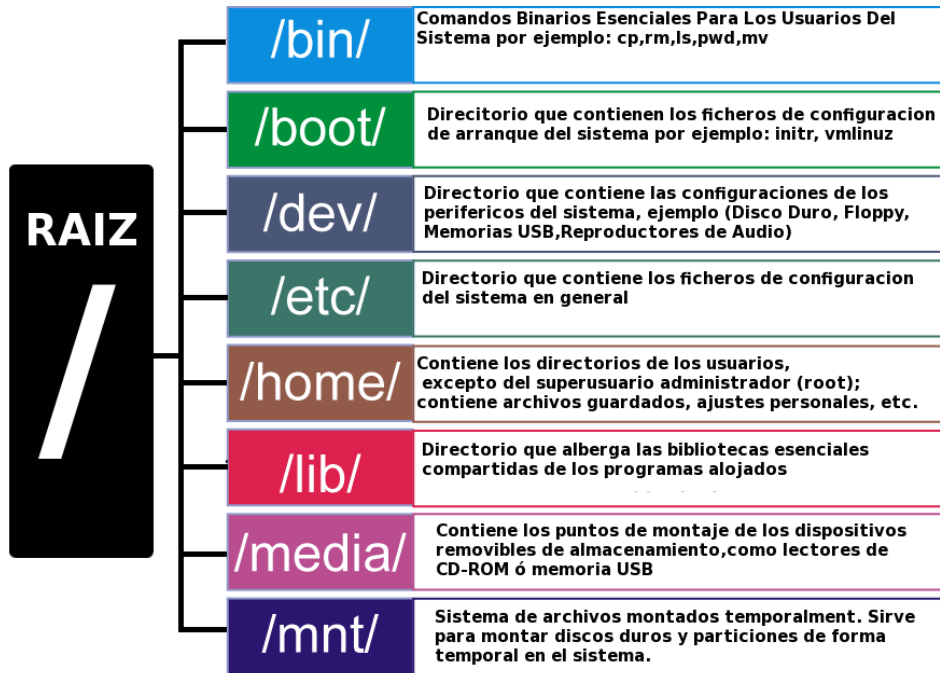 RAIZ
/
/bin/
Comandos Binarios Esenciales Para Los Usuarios Del
Sistema por ejemplo: cp,rm,ls,pwd,mv
/boot/
Direcitorio que contienen los ficheros de configuracion
de arranque del sistema por ejemplo: initr, vmlinuz
/dev/
Directorio que contiene las configuraciones de los
perifericos del sistema, ejemplo (Disco Duro, Floppy,
Memorias USB,Reproductores de Audio)
/etc/
Directorio que contiene los ficheros de configuracion
del sistema en general
/home/
Contiene los directorios de los usuarios,
excepto del superusuario administrador (root);
contiene archivos guardados, ajustes personales, etc.
/lib/
Directorio que alberga las bibliotecas esenciales
compartidas de los programas alojados
/media/
Contiene los puntos de montaje de los dispositivos
removibles de almacenamiento,como lectores de
CD-ROM ó memoria USB
/mnt/
Sistema de archivos montados temporalment. Sirve
para montar discos duros y particiones de forma
temporal en el sistema.